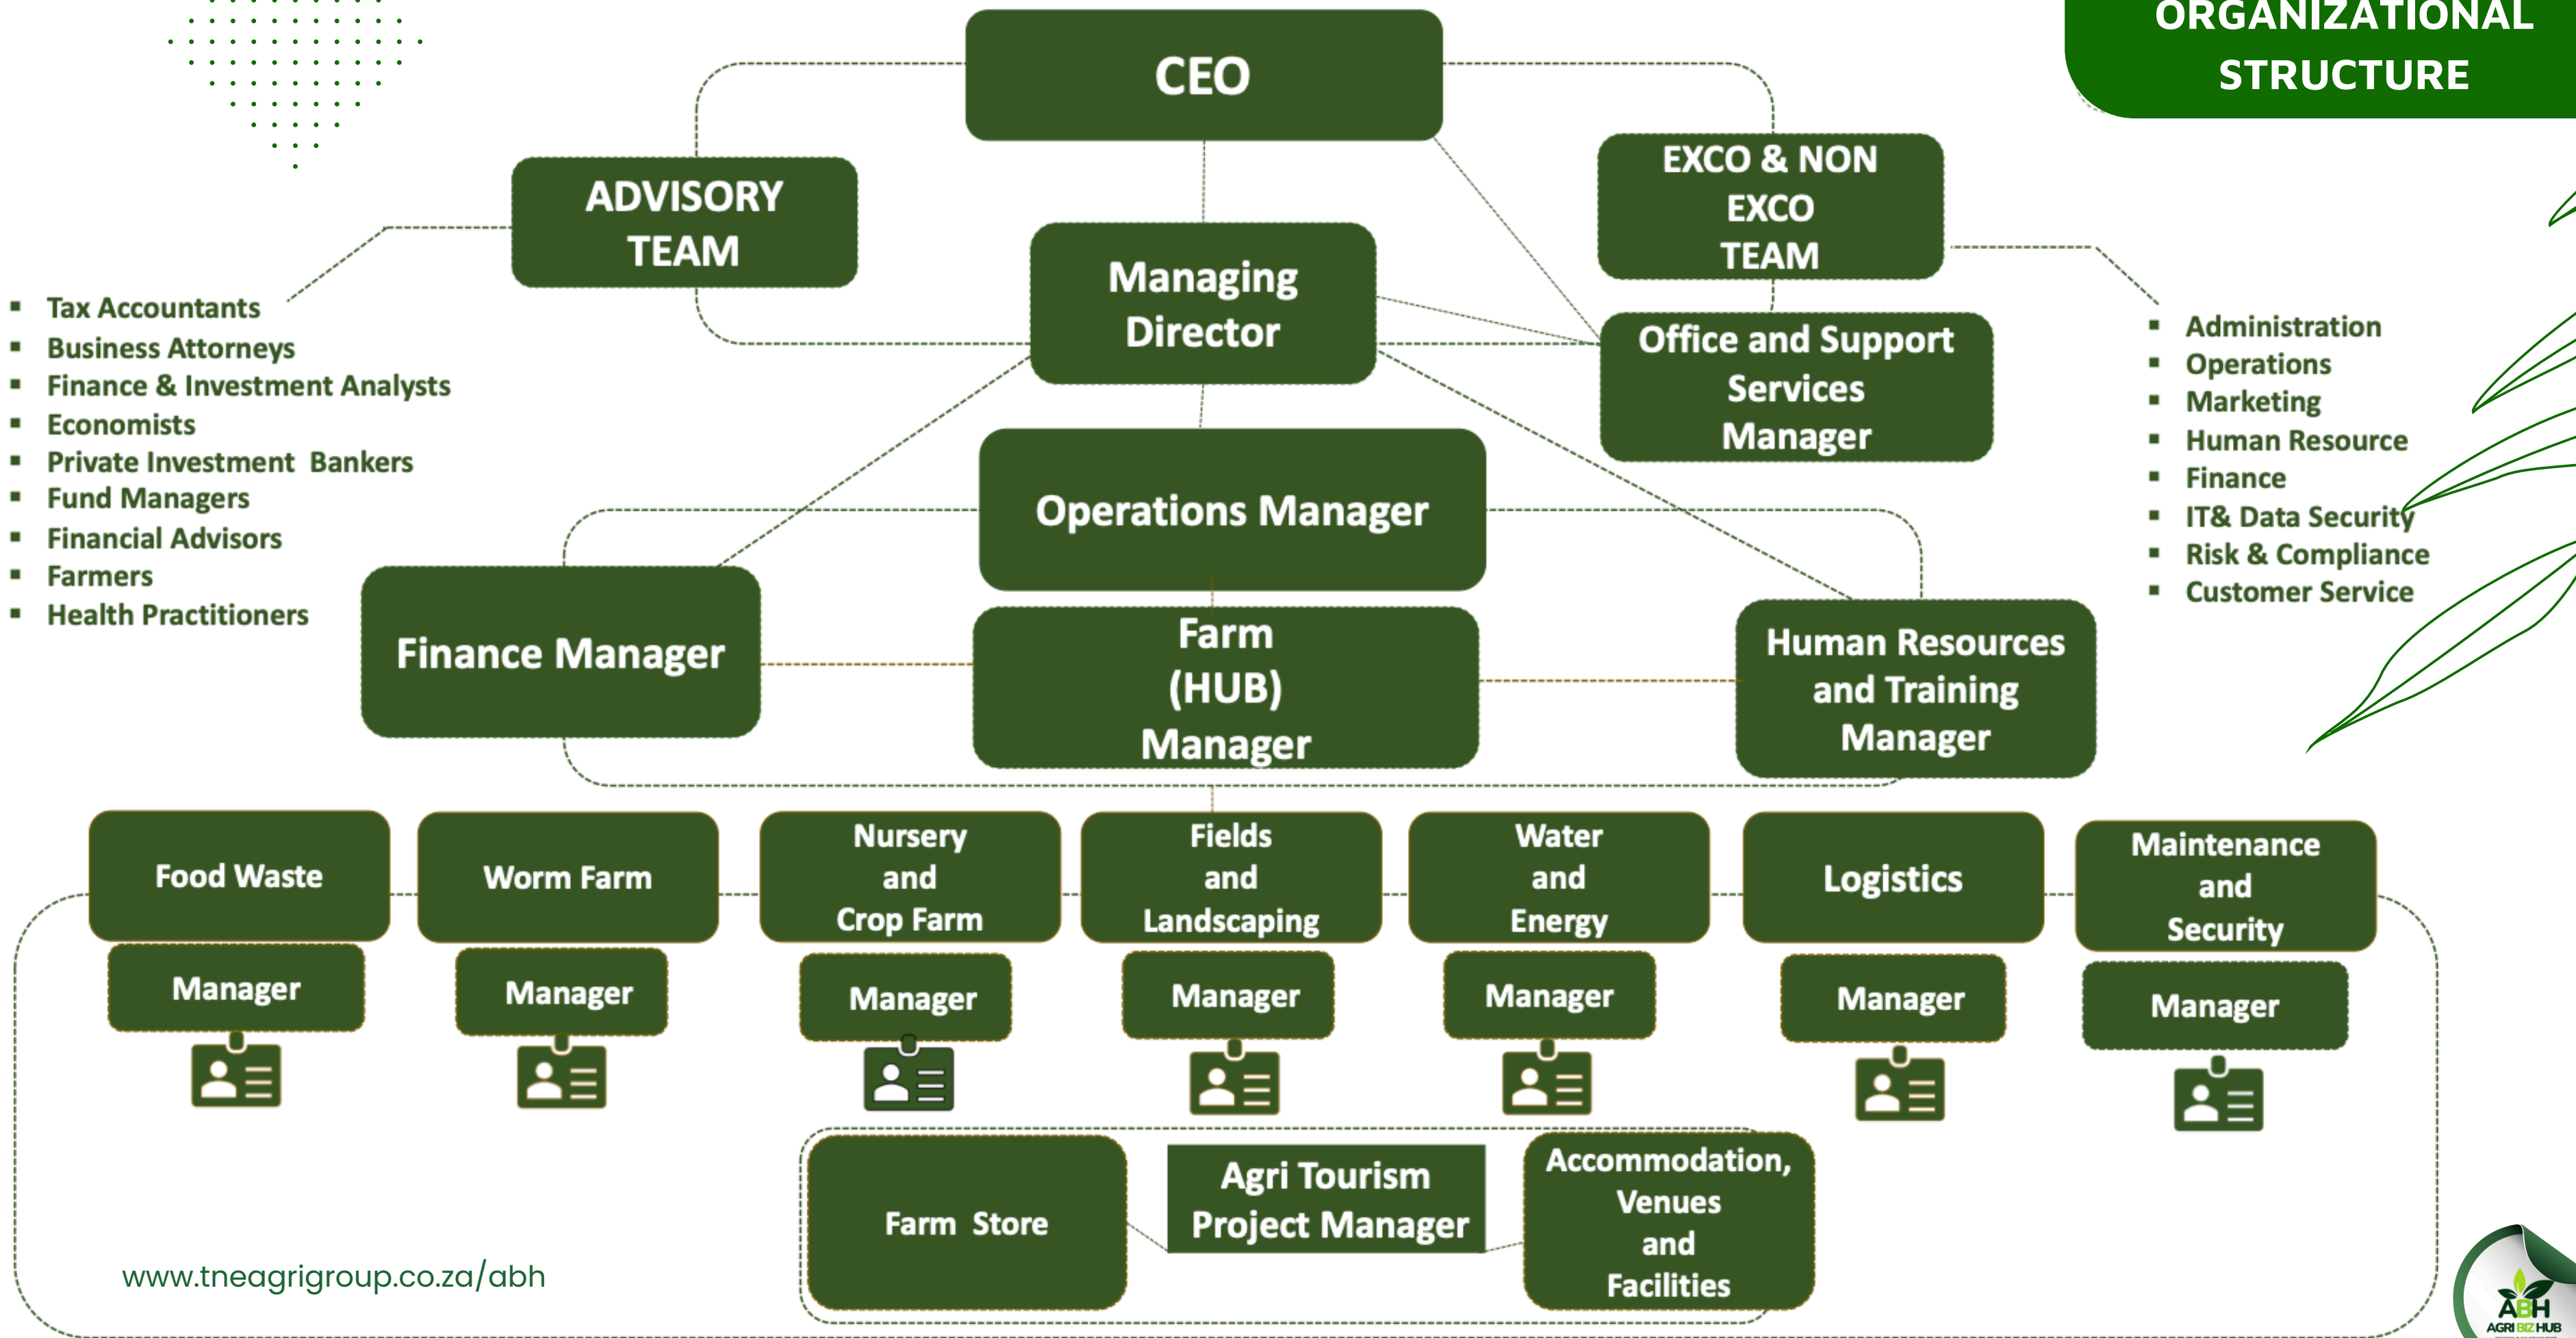 ORGANIZATIONAL
STRUCTURE
CEO
ADVISORY
TEAM
EXCO & NON
EXCO
TEAM
Managing
Director
Office and Support
Services
Manager
▪ Tax Accountants
▪ Business Attorneys
▪ Finance & Investment Analysts
▪ Economists
▪ Private Investment  Bankers
▪ Fund Managers
▪ Financial Advisors
▪ Farmers
▪ Health Practitioners
▪ Administration
▪ Operations
▪ Marketing
▪ Human Resource
▪ Finance
▪ IT& Data Security
▪ Risk & Compliance
▪ Customer Service
Operations Manager
Finance Manager
Farm
(HUB)
Manager
Human Resources
and Training
Manager
Food Waste
Worm Farm
Nursery
and
Crop Farm
Fields
and
Landscaping
Water
and
Energy
Logistics
Maintenance
and
Security
Manager
Manager
Manager
Manager
Manager
Manager
Manager
Farm  Store
Agri Tourism
Project Manager
Accommodation,
Venues
and
Facilities
www.tneagrigroup.co.za/abh
ABH
AGRI BIZ HUB